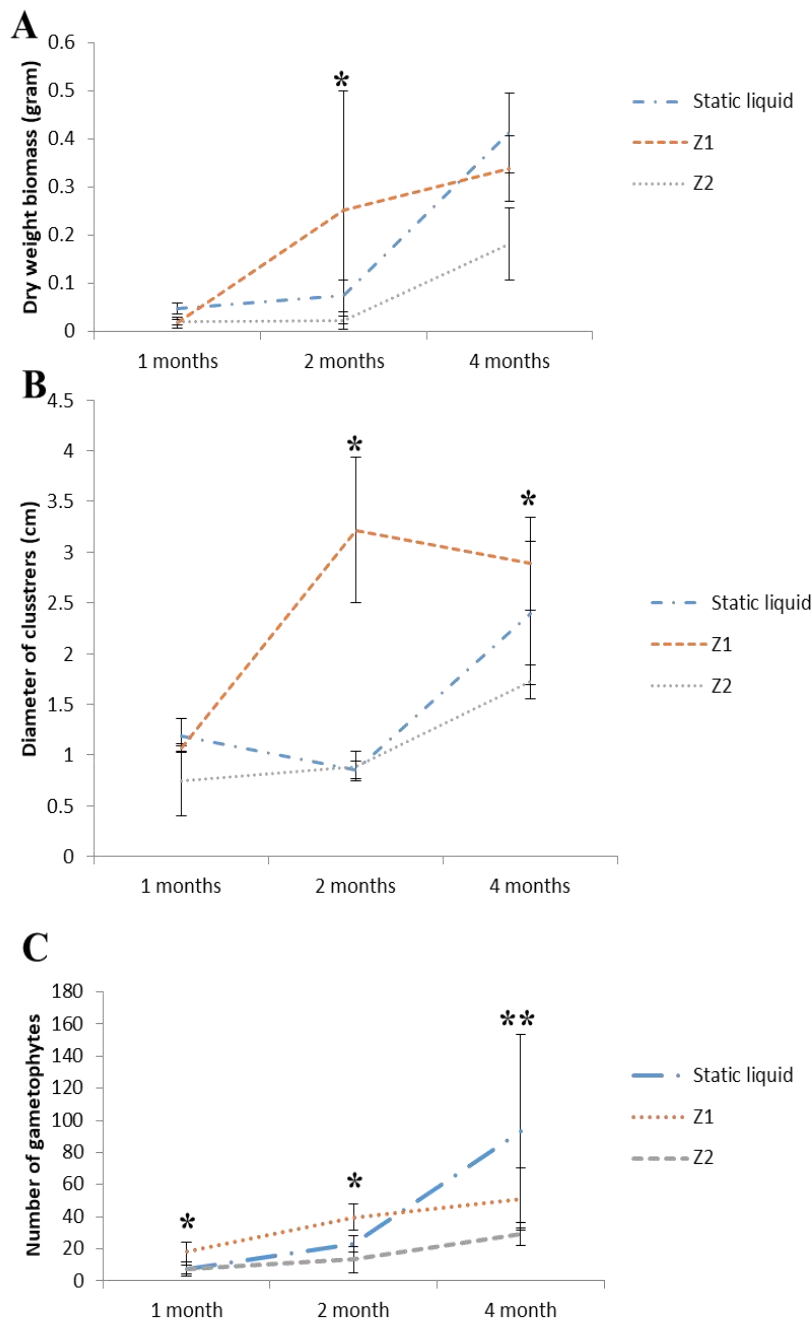 A
Dry weight biomass (gram)
0.6
0.5
0.4
0.3
0.2
0.1
0
*
1 months
2 months
4 months
Static liquid
Z1
Z2
B
Diameter of clusstrers (cm)
4.5
4
3.5
3
2.5
2
1.5
1
0.5
0
*
*
1 months
2 months
4 months
Static liquid
Z1
Z2
C
Number of gametophytes
180
160
140
120
100
80
60
40
20
0
*
*
**
1 month
2 month
4 month
Static liquid
Z1
Z2